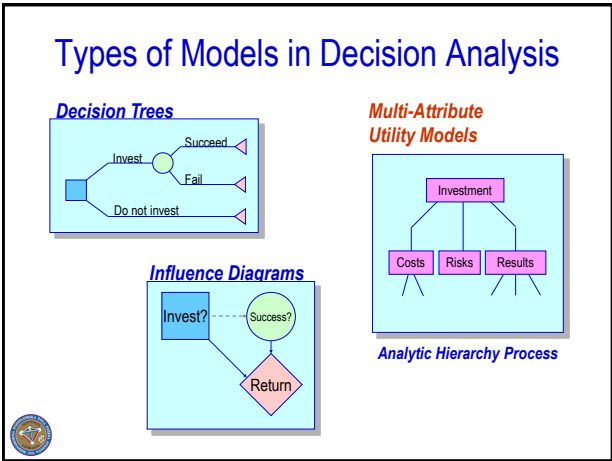 Types of Models in Decision Analysis
Decision Trees
Invest
Succeed
Fail
Do not invest
Influence Diagrams
Invest?
Success?
Return
Multi-Attribute
Utility Models
Investment
Costs
Risks
Results
Analytic Hierarchy Process